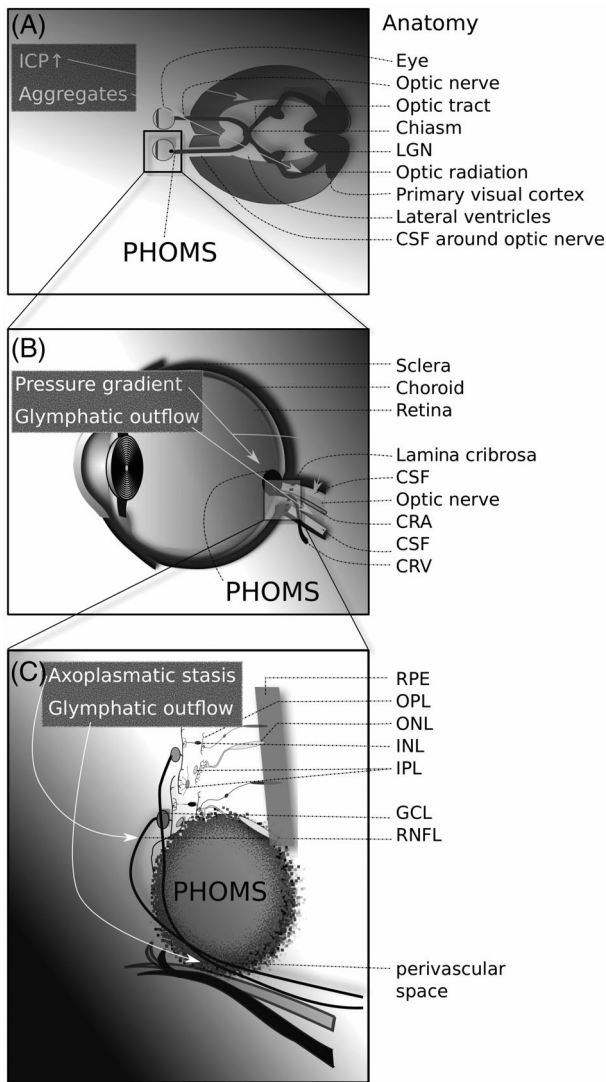 (A)
Anatomy
ICP↑
Aggregates
Eye
Optic nerve
Optic tract
Chiasm
LGN
Optic radiation
Primary visual cortex
Lateral ventricles
CSF around optic nerve
PHOMS
(B)
Pressure gradient
Glymphatic outflow
Sclera
Choroid
Retina
Lamina cribrosa
CSF
Optic nerve
CRA
CSF
CRV
PHOMS
(C)
Axoplasmatic stasis
Glymphatic outflow
RPE
OPL
ONL
INL
IPL
GCL
RNFL
PHOMS
perivascular
space